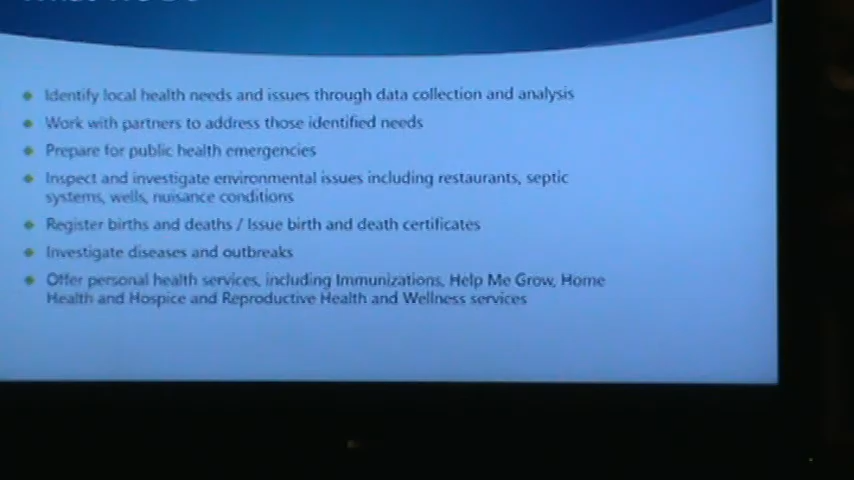 Identify local health needs and issues through data collection and analysis
Work with partners to address those identified needs
Prepare for public health emergencies
Inspect and investigate environmental issues including restaurants, septic
systems, wells, nuisance conditions
Register births and deaths / Issue birth and death certificates
Investigate diseases and outbreaks
Offer personal health services, including Immunizations, Help Me Grow, Home
Health and Hospice and Reproductive Health and Wellness services